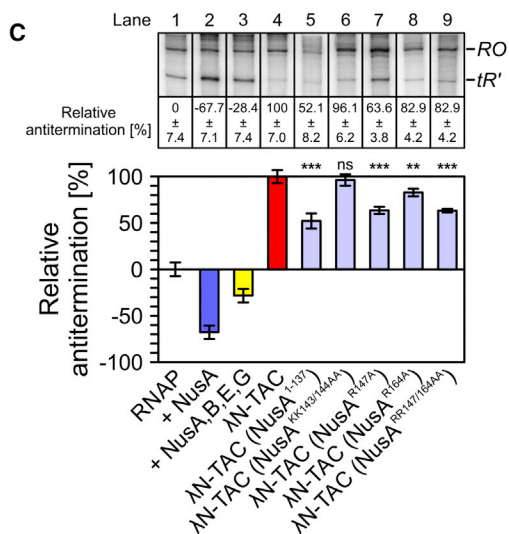 C
Lane 1 2 3 4 5 6 7 8 9
RO
tR'
Relative antitermination [%]
0 ± 7.4
-67.7 ± 7.1
-28.4 ± 7.4
100 ± 7.0
52.1 ± 8.2
96.1 ± 6.2
63.6 ± 3.8
82.9 ± 4.2
82.9 ± 4.2
*** ns *** ** ***
Relative antitermination [%]
100
50
0
-50
-100
RNAP
+ NusA
+ NusA,B,E,G
λN-TAC
λN-TAC (NusA1-137)
λN-TAC (NusAKK143/144AA)
λN-TAC (NusAR147A)
λN-TAC (NusAR164A)
λN-TAC (NusARR147/164AA)